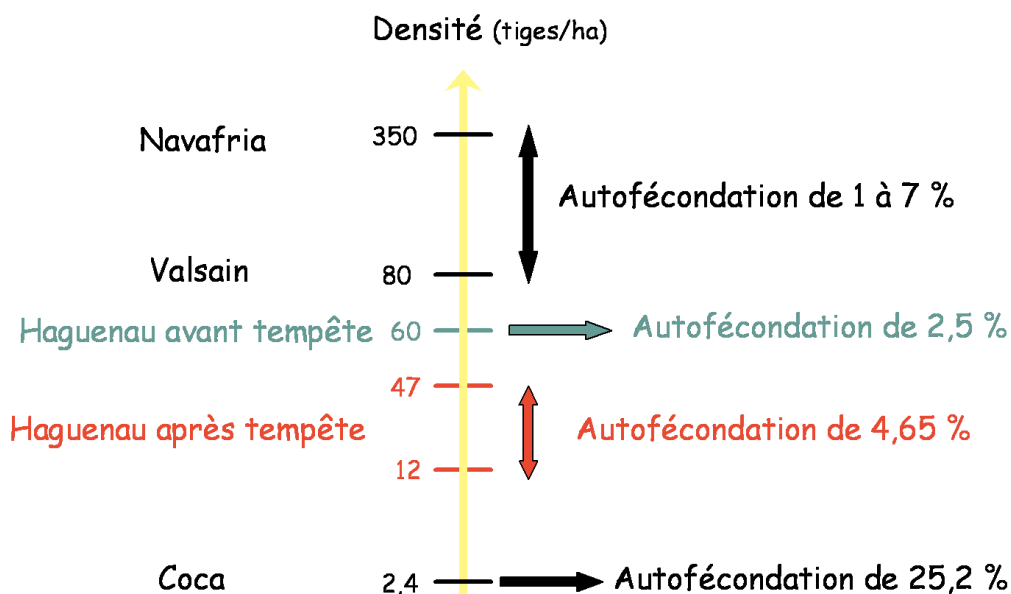 Densité (tiges/ha)
Navafria 350
Autofécondation de 1 à 7 %
Valsain 80
Haguenau avant tempête 60 Autofécondation de 2,5 %
47
Haguenau après tempête Autofécondation de 4,65 %
12
Coca 2,4 Autofécondation de 25,2 %